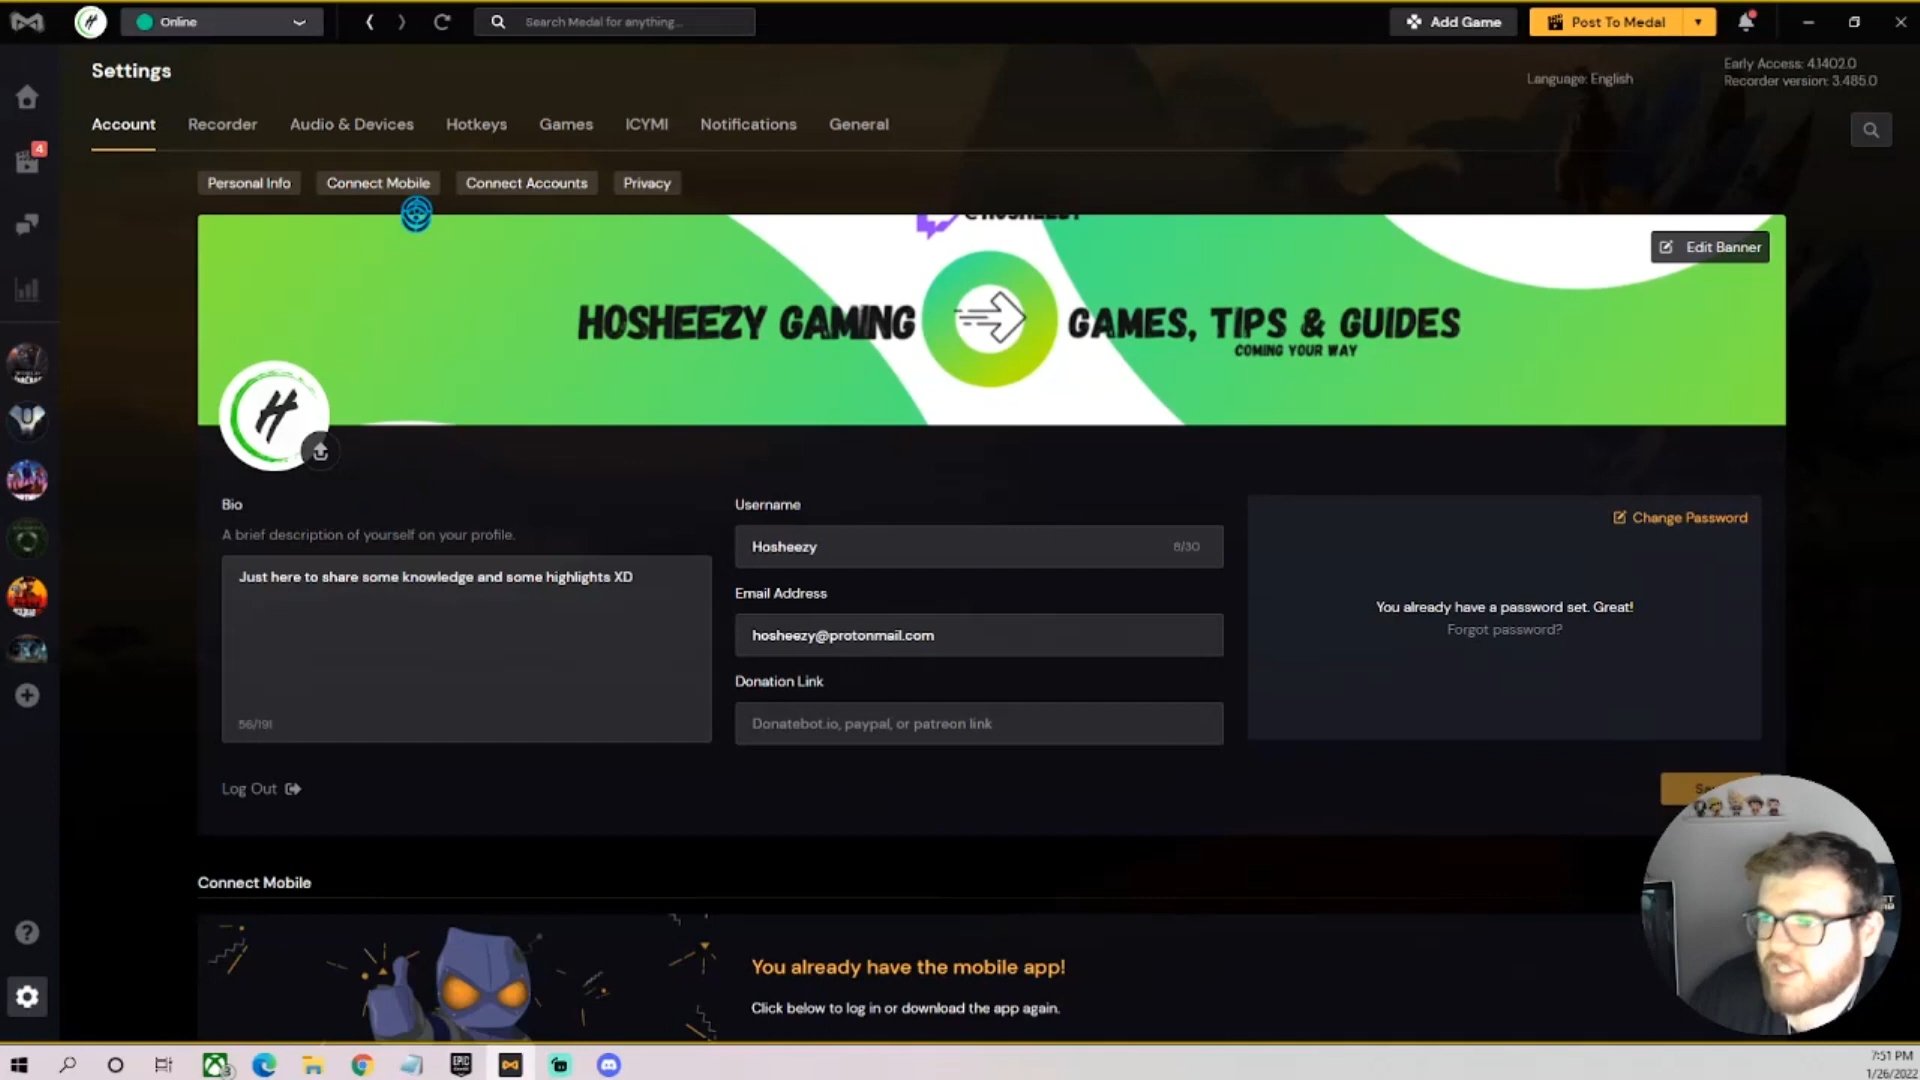 Online
Search Medal for anything...
Add Game
Post To Medal
Settings
Language: English
Early Access: 4.1402.0
Recorder version: 3.485.0
Account
Recorder
Audio & Devices
Hotkeys
Games
ICYMI
Notifications
General
4
Personal Info
Connect Mobile
Connect Accounts
Privacy
@HOSHEEZY
Edit Banner
HOSHEEZY GAMING
GAMES, TIPS & GUIDES
COMING YOUR WAY
H
Bio
A brief description of yourself on your profile.
Just here to share some knowledge and some highlights XD
56/191
Username
Hosheezy
8/30
Email Address
hosheezy@protonmail.com
Donation Link
Donatebot.io, paypal, or patreon link
Change Password
You already have a password set. Great!
Forgot password?
Log Out
Connect Mobile
You already have the mobile app!
Click below to log in or download the app again.
EPIC
7:51 PM
1/26/2022